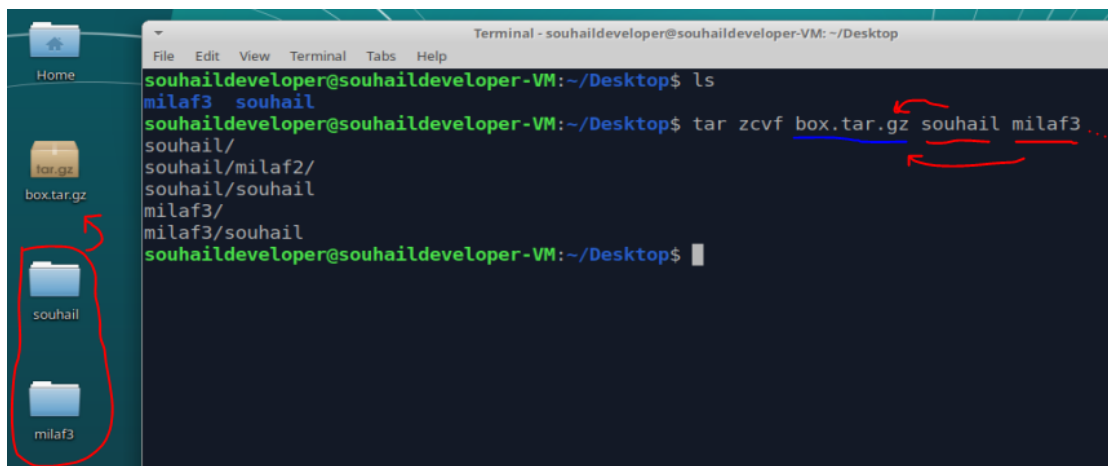 Home
tar.gz
box.tar.gz
souhail
milaf3
Terminal - souhaildeveloper@souhaildeveloper-VM: ~/Desktop
File Edit View Terminal Tabs Help
souhaildeveloper@souhaildeveloper-VM:~/Desktop$ ls
milaf3 souhail
souhaildeveloper@souhaildeveloper-VM:~/Desktop$ tar zcvf box.tar.gz souhail milaf3
souhail/
souhail/milaf2/
souhail/souhail
milaf3/
milaf3/souhail
souhaildeveloper@souhaildeveloper-VM:~/Desktop$